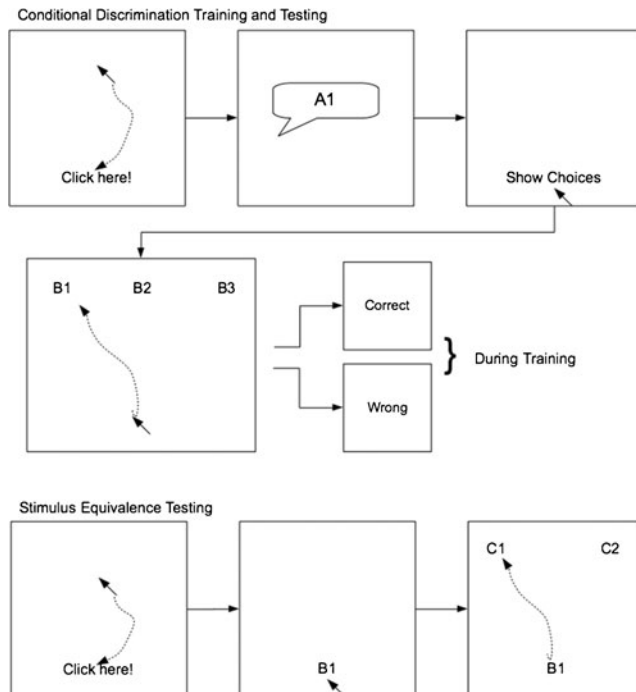 Conditional Discrimination Training and Testing
Click here!
A1
Show Choices
B1 B2 B3
Correct
Wrong
} During Training
Stimulus Equivalence Testing
Click here!
B1
C1 C2
B1